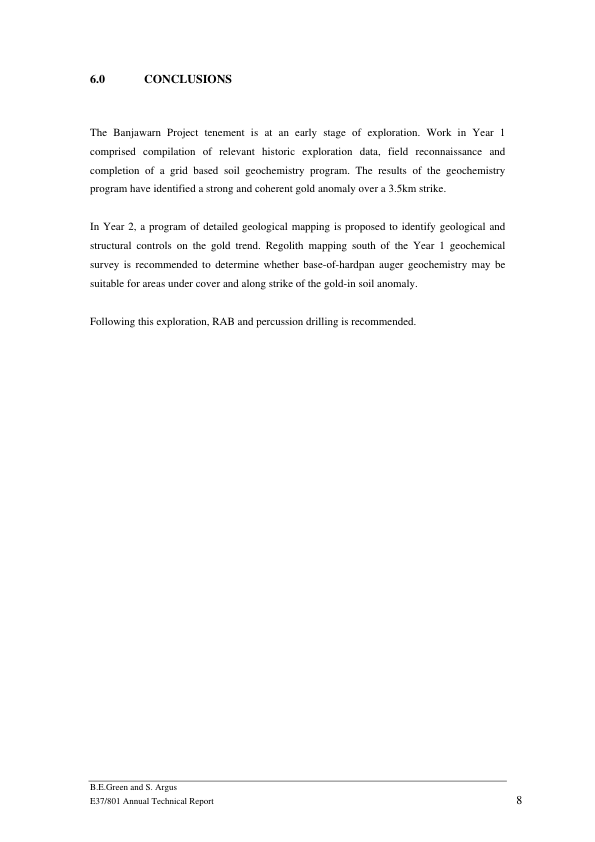 6.0 CONCLUSIONS
The Banjawarn Project tenement is at an early stage of exploration. Work in Year 1
comprised compilation of relevant historic exploration data, field reconnaissance and
completion of a grid based soil geochemistry program. The results of the geochemistry
program have identified a strong and coherent gold anomaly over a 3.5km strike.
In Year 2, a program of detailed geological mapping is proposed to identify geological and
structural controls on the gold trend. Regolith mapping south of the Year 1 geochemical
survey is recommended to determine whether base-of-hardpan auger geochemistry may be
suitable for areas under cover and along strike of the gold-in soil anomaly.
Following this exploration, RAB and percussion drilling is recommended.
B.E.Green and S. Argus
E37/801 Annual Technical Report 8